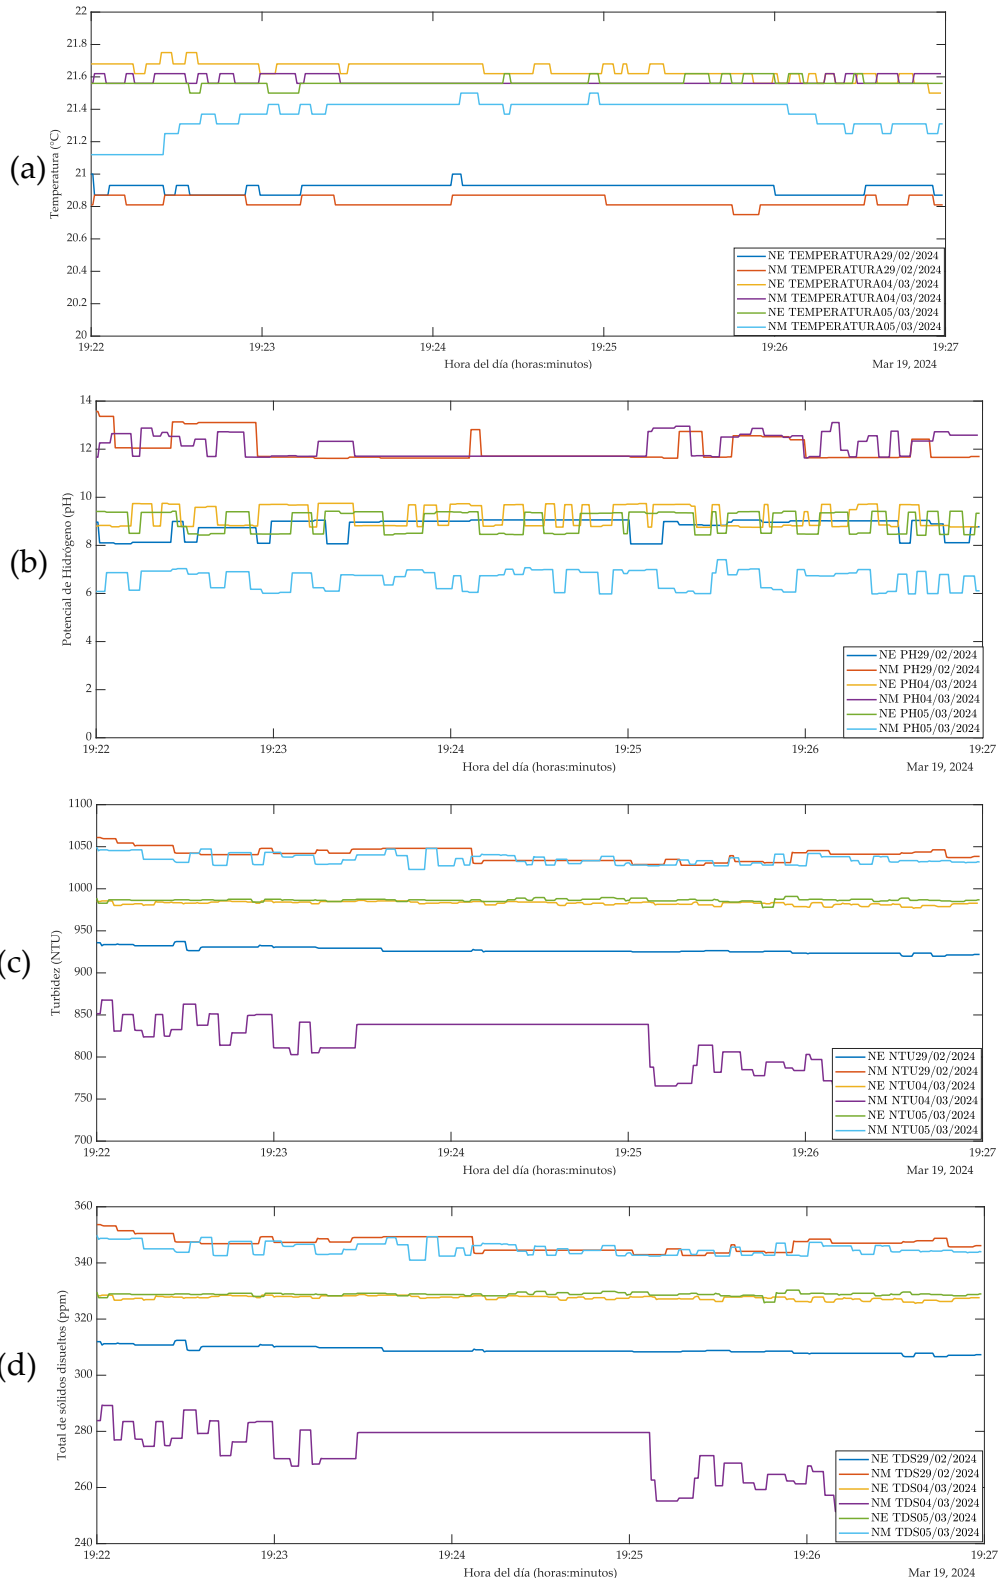 22
21.8
21.6
21.4
21.2
21
20.8
20.6
20.4
20.2
20
Temperatura (°C)
(a)
NE TEMPERATURA29/02/2024
NM TEMPERATURA29/02/2024
NE TEMPERATURA04/03/2024
NM TEMPERATURA04/03/2024
NE TEMPERATURA05/03/2024
NM TEMPERATURA05/03/2024
19:22 19:23 19:24 19:25 19:26 19:27
Hora del día (horas:minutos) Mar 19, 2024
14
12
10
8
6
4
2
0
Potencial de Hidrógeno (pH)
(b)
NE PH29/02/2024
NM PH29/02/2024
NE PH04/03/2024
NM PH04/03/2024
NE PH05/03/2024
NM PH05/03/2024
19:22 19:23 19:24 19:25 19:26 19:27
Hora del día (horas:minutos) Mar 19, 2024
1100
1050
1000
950
900
850
800
750
700
Turbidez (NTU)
(c)
NE NTU29/02/2024
NM NTU29/02/2024
NE NTU04/03/2024
NM NTU04/03/2024
NE NTU05/03/2024
NM NTU05/03/2024
19:22 19:23 19:24 19:25 19:26 19:27
Hora del día (horas:minutos) Mar 19, 2024
360
340
320
300
280
260
240
Total de sólidos disueltos (ppm)
(d)
NE TDS29/02/2024
NM TDS29/02/2024
NE TDS04/03/2024
NM TDS04/03/2024
NE TDS05/03/2024
NM TDS05/03/2024
19:22 19:23 19:24 19:25 19:26 19:27
Hora del día (horas:minutos) Mar 19, 2024